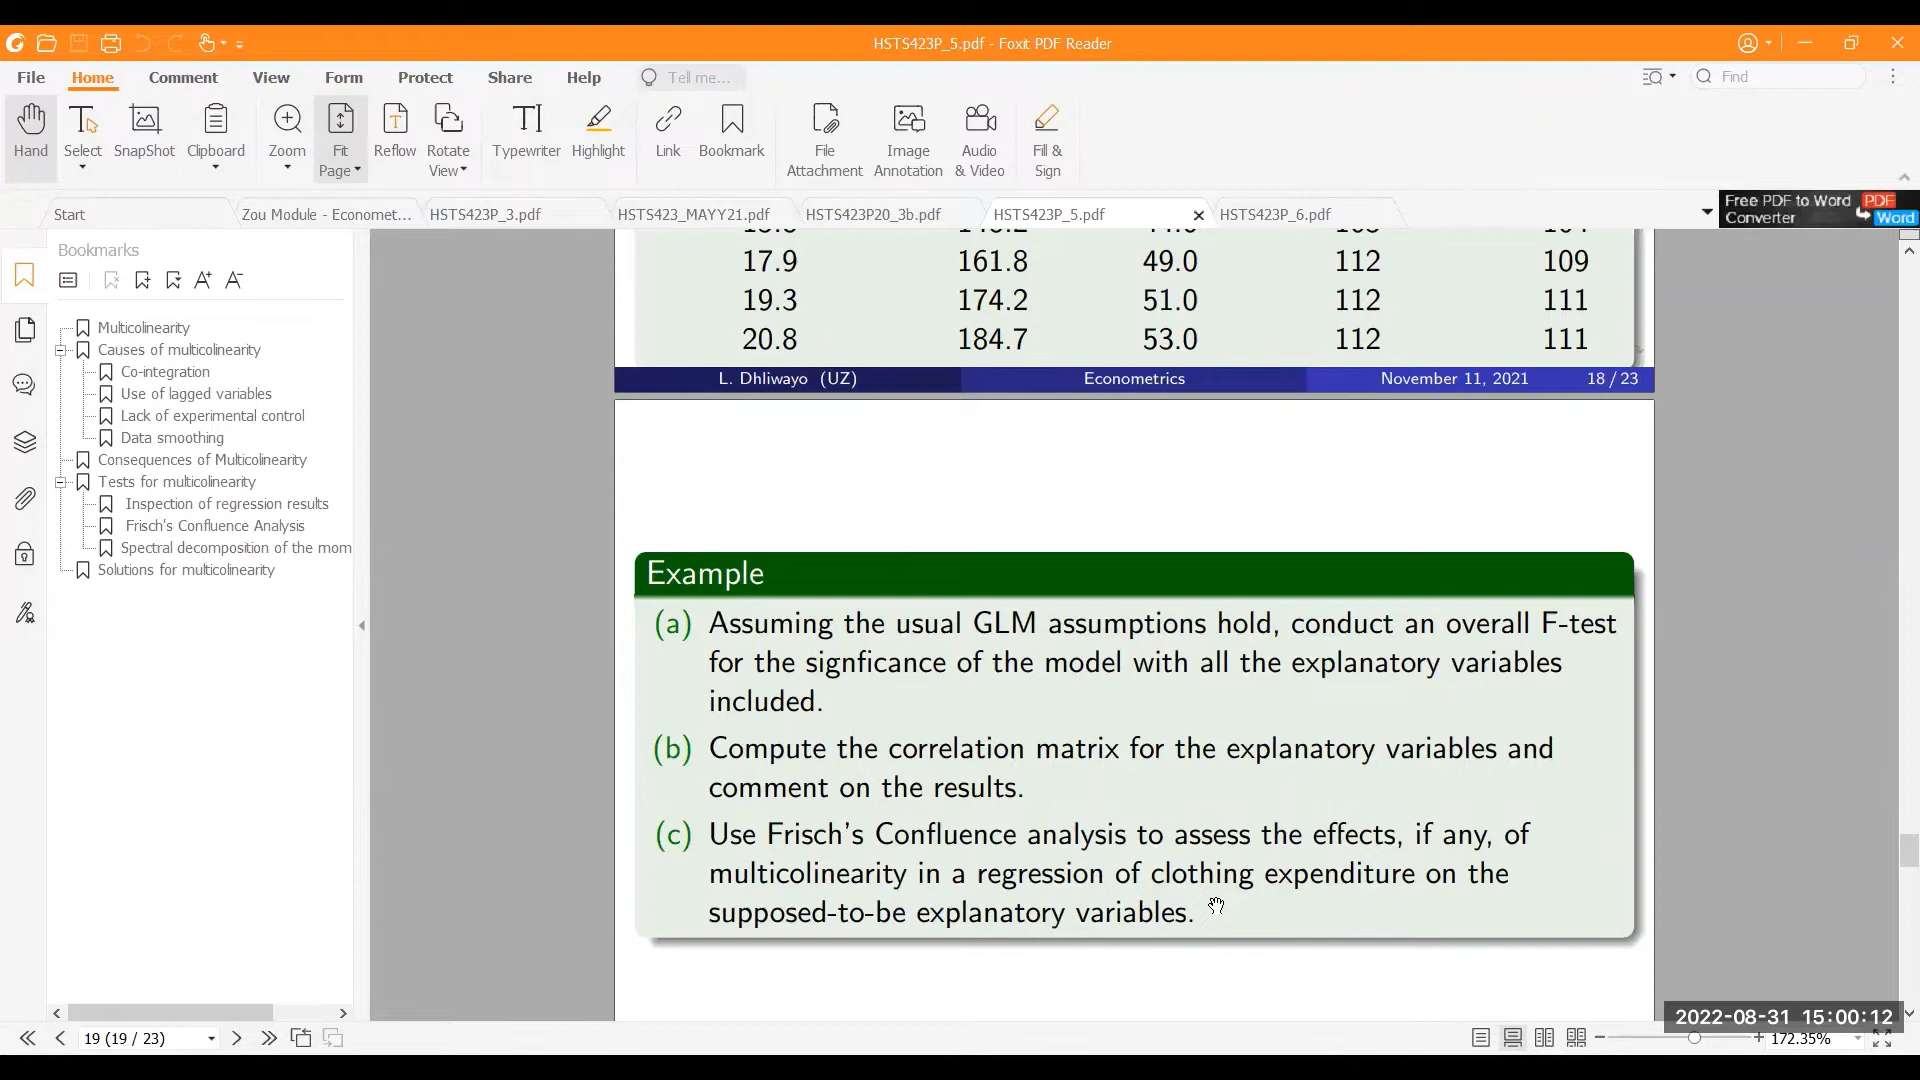 HSTS423P_5.pdf - Foxit PDF Reader
File Home Comment View Form Protect Share Help Tell me... Find
Hand Select SnapShot Clipboard Zoom Fit Page Reflow Rotate View Typewriter Highlight Link Bookmark File Attachment Image Annotation Audio & Video Fill & Sign
Start Zou Module - Economet... HSTS423P_3.pdf HSTS423_MAYY21.pdf HSTS423P20_3b.pdf HSTS423P_5.pdf HSTS423P_6.pdf
Free PDF to Word PDF
Converter Word
Bookmarks
Multicolinearity
Causes of multicolinearity
Co-integration
Use of lagged variables
Lack of experimental control
Data smoothing
Consequences of Multicolinearity
Tests for multicolinearity
Inspection of regression results
Frisch's Confluence Analysis
Spectral decomposition of the mom
Solutions for multicolinearity
17.9 161.8 49.0 112 109
19.3 174.2 51.0 112 111
20.8 184.7 53.0 112 111
L. Dhliwayo (UZ) Econometrics November 11, 2021 18 / 23
Example
(a) Assuming the usual GLM assumptions hold, conduct an overall F-test
for the signficance of the model with all the explanatory variables
included.
(b) Compute the correlation matrix for the explanatory variables and
comment on the results.
(c) Use Frisch's Confluence analysis to assess the effects, if any, of
multicolinearity in a regression of clothing expenditure on the
supposed-to-be explanatory variables.
2022-08-31 15:00:12
19 (19 / 23) 172.35%